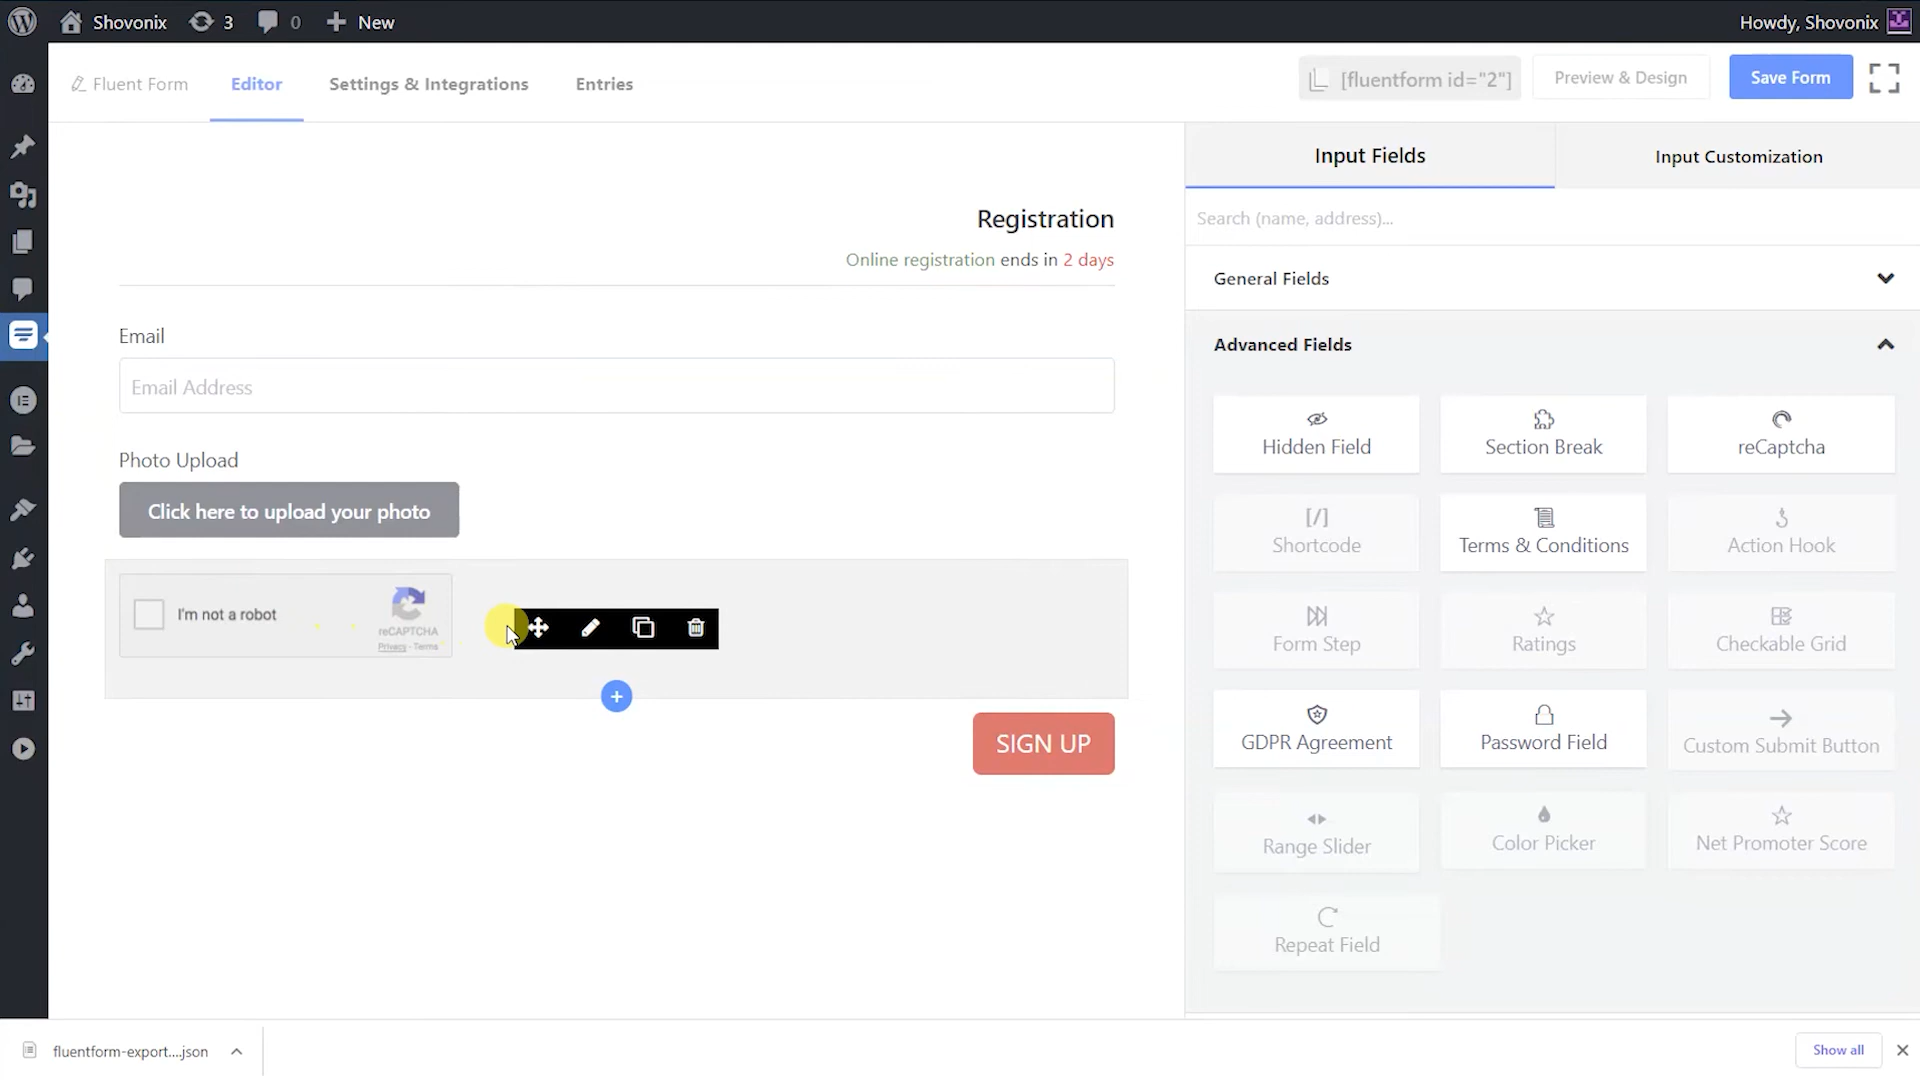 Shovonix 3 0 New Howdy, Shovonix
Fluent Form Editor Settings & Integrations Entries [fluentform id="2"] Preview & Design Save Form
Input Fields Input Customization
Search (name, address)...
General Fields
Advanced Fields
Hidden Field Section Break reCaptcha
[/]
Shortcode Terms & Conditions Action Hook
Form Step Ratings Checkable Grid
GDPR Agreement Password Field Custom Submit Button
Range Slider Color Picker Net Promoter Score
Repeat Field
Registration
Online registration ends in 2 days
Email
Email Address
Photo Upload
Click here to upload your photo
I'm not a robot
reCAPTCHA
Privacy - Terms
SIGN UP
fluentform-export....json Show all